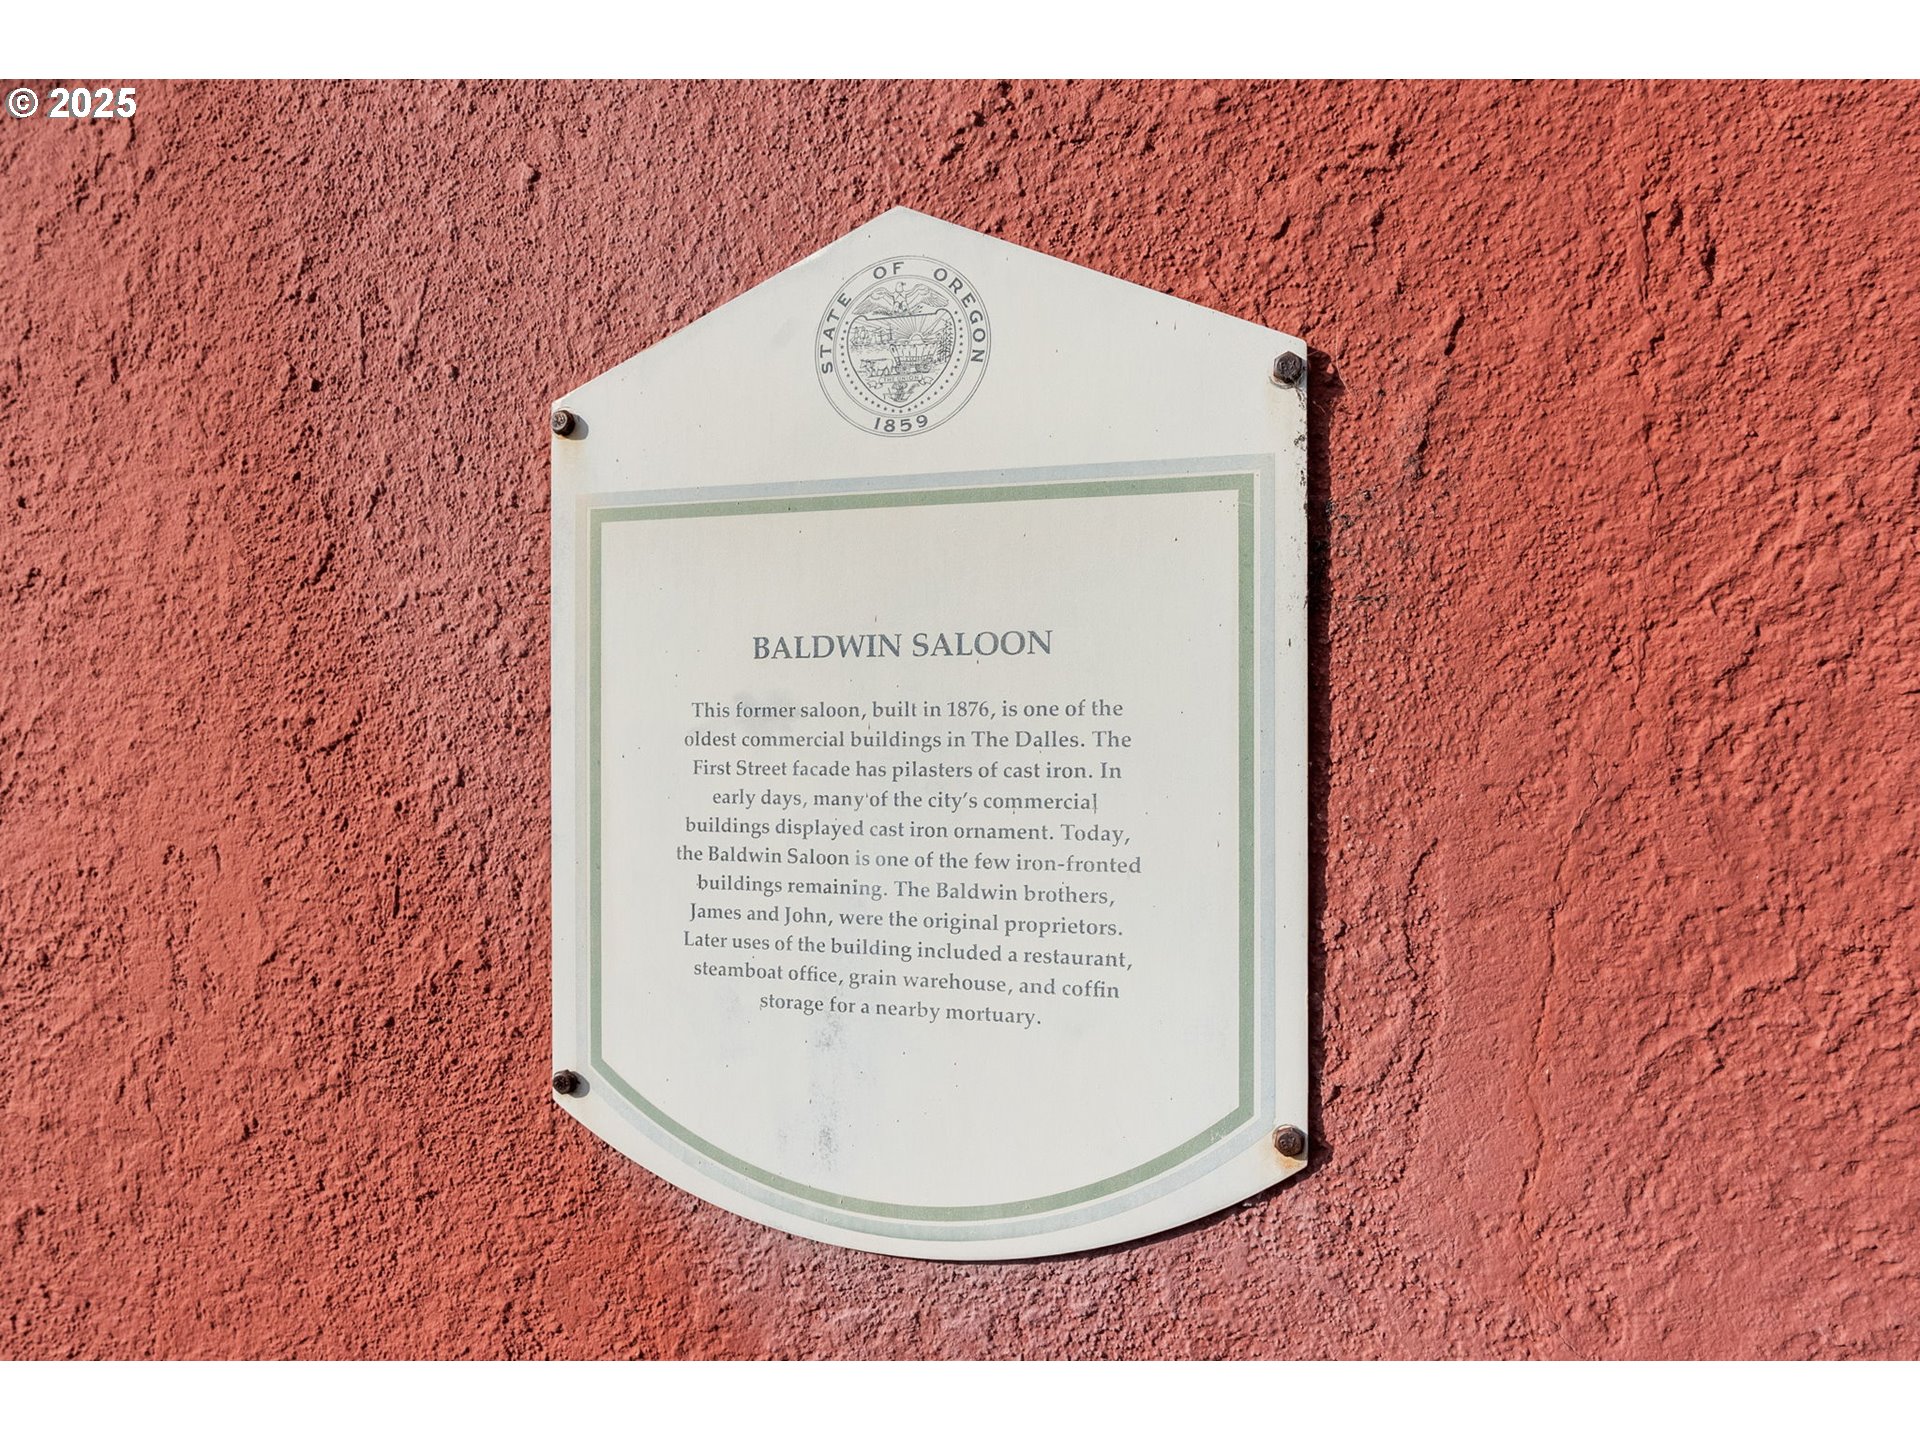 © 2025
STATE OF OREGON
THE UNION
1859
BALDWIN SALOON
This former saloon, built in 1876, is one of the
oldest commercial buildings in The Dalles. The
First Street facade has pilasters of cast iron. In
early days, many of the city's commercial
buildings displayed cast iron ornament. Today,
the Baldwin Saloon is one of the few iron-fronted
buildings remaining. The Baldwin brothers,
James and John, were the original proprietors.
Later uses of the building included a restaurant,
steamboat office, grain warehouse, and coffin
storage for a nearby mortuary.